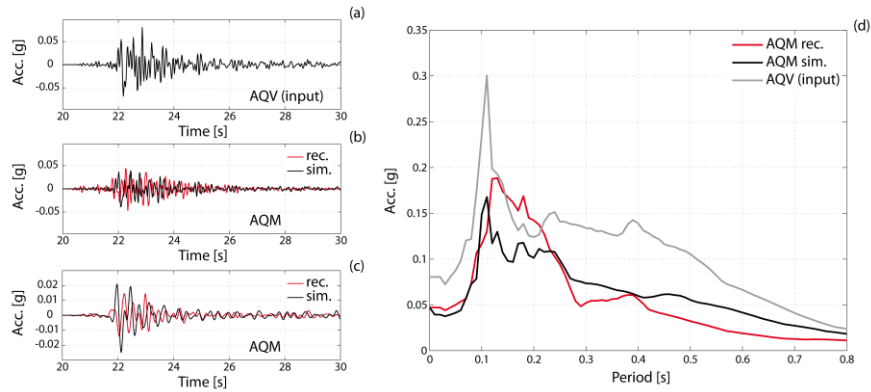 (a)
Acc. [g]
0.05
0
-0.05
AQV (input)
20 22 24 26 28 30
Time [s]
(b)
Acc. [g]
0.05
0
-0.05
rec.
sim.
AQM
20 22 24 26 28 30
Time [s]
(c)
Acc. [g]
0.02
0.01
0
-0.01
-0.02
rec.
sim.
AQM
20 22 24 26 28 30
Time [s]
(d)
Acc. [g]
0.35
0.3
0.25
0.2
0.15
0.1
0.05
0
AQM rec.
AQM sim.
AQV (input)
0 0.1 0.2 0.3 0.4 0.5 0.6 0.7 0.8
Period [s]